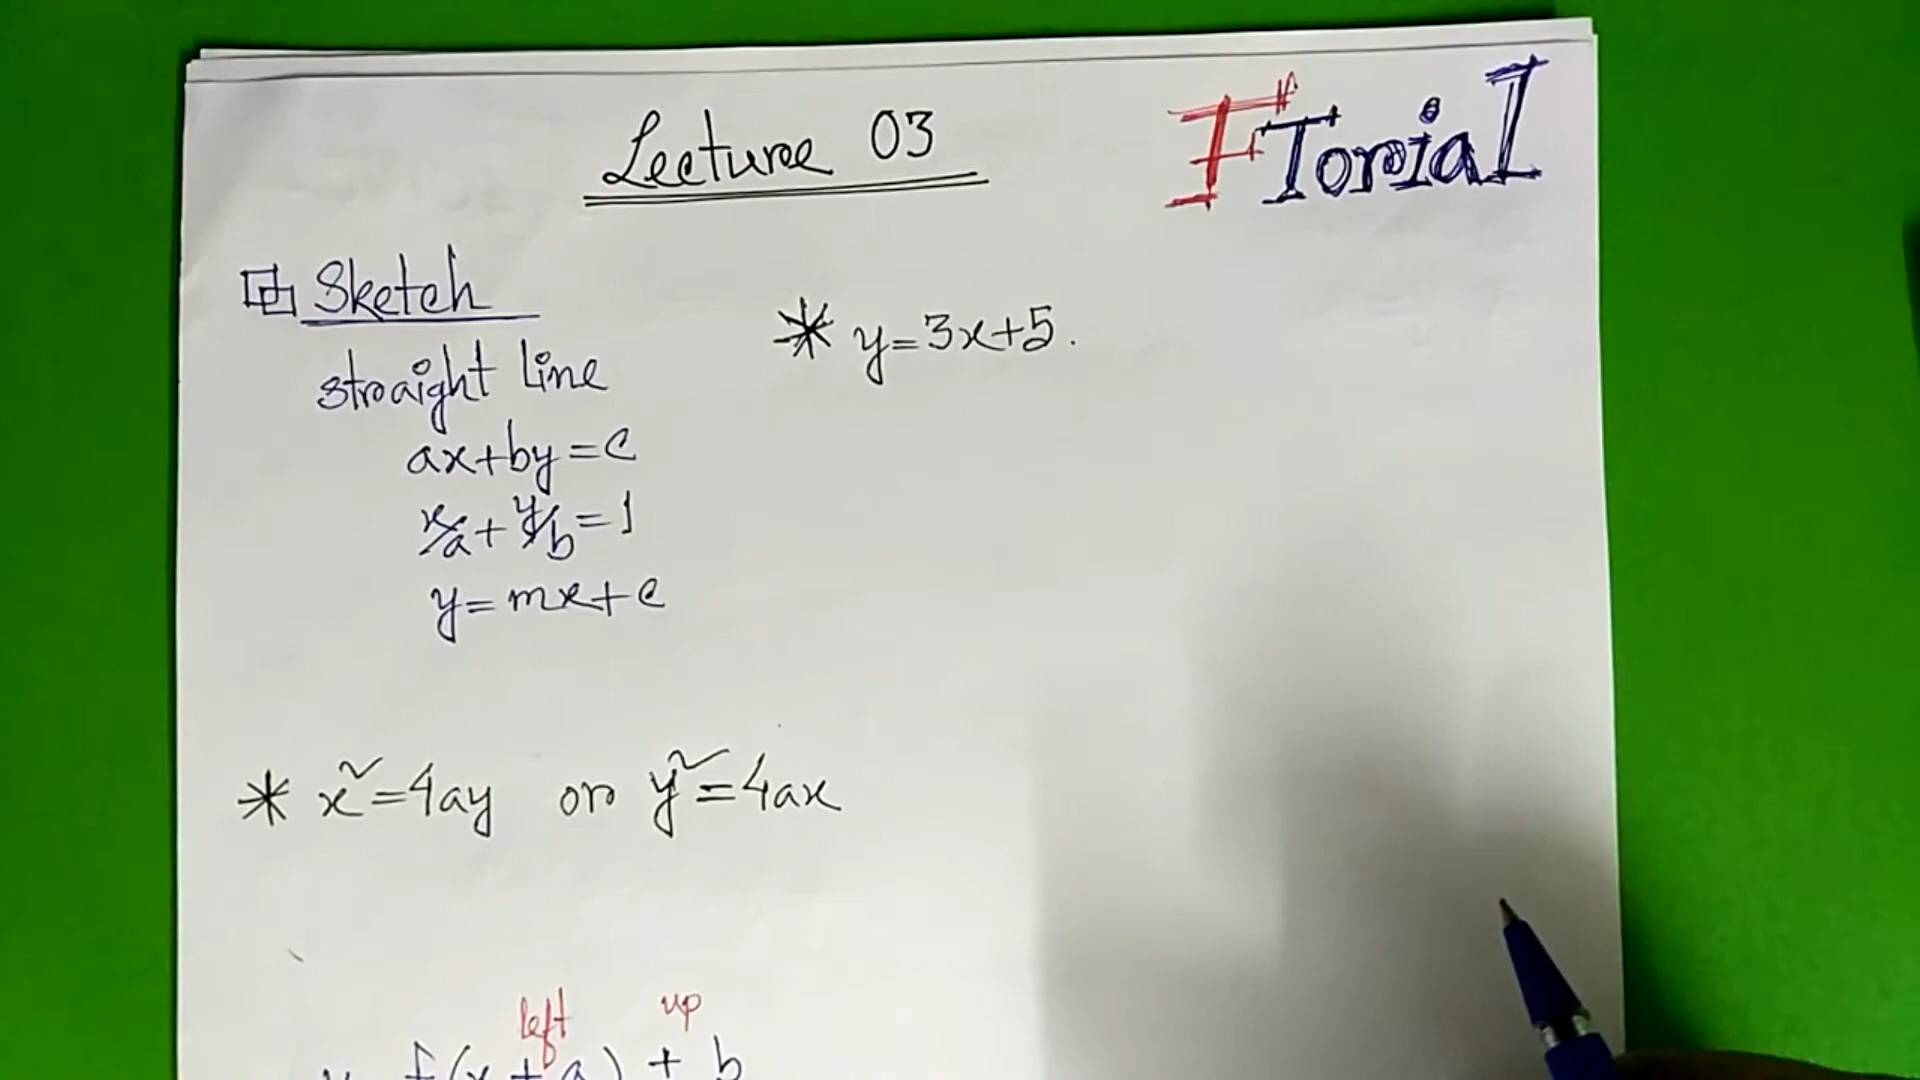 Lecture 03
FTorial
Sketch
straight line
ax+by=c
x/a + y/b = 1
y=mx+c
* y=3x+5.
* x²=4ay or y²=4ax
left up
y f(x+a) + b